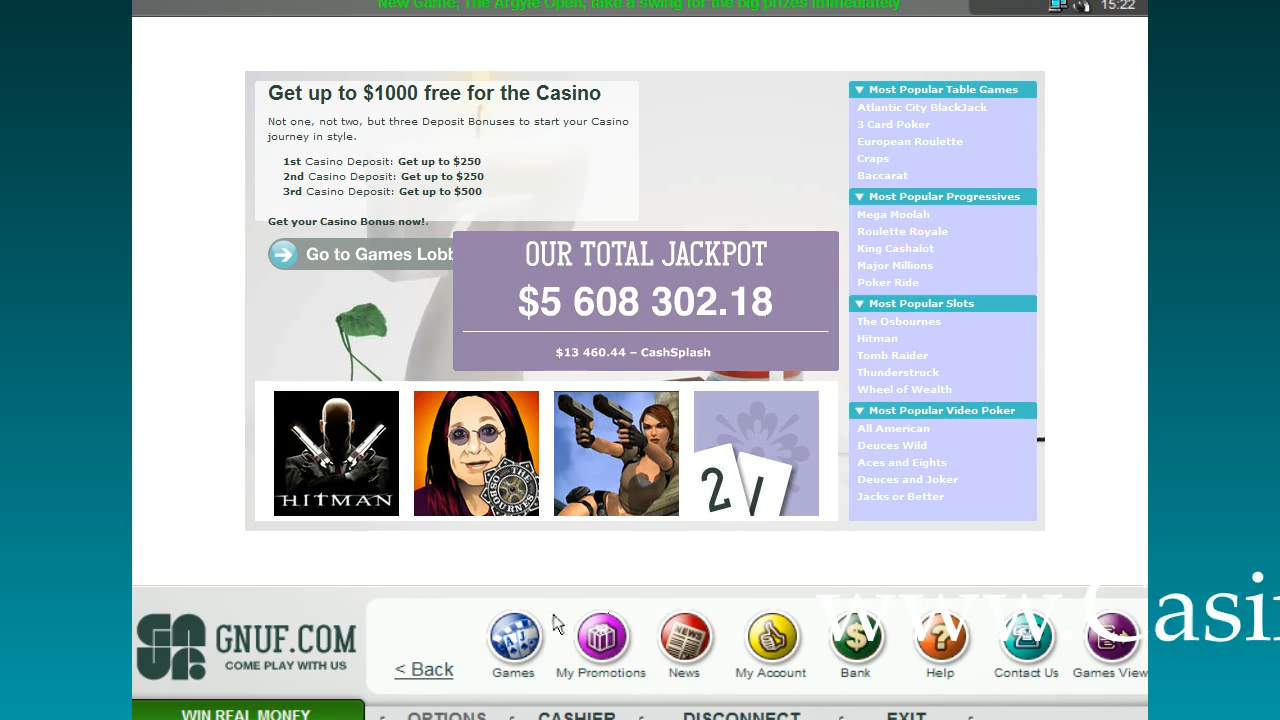 New Game, The Argyle Open, take a swing for the big prizes immediately
15:22
Get up to $1000 free for the Casino
Not one, not two, but three Deposit Bonuses to start your Casino
journey in style.
1st Casino Deposit: Get up to $250
2nd Casino Deposit: Get up to $250
3rd Casino Deposit: Get up to $500
Get your Casino Bonus now!.
Go to Games Lobb
OUR TOTAL JACKPOT
$5 608 302.18
$13 460.44 – CashSplash
HITMAN
THE OSBOURNES
21
Most Popular Table Games
Atlantic City BlackJack
3 Card Poker
European Roulette
Craps
Baccarat
Most Popular Progressives
Mega Moolah
Roulette Royale
King Cashalot
Major Millions
Poker Ride
Most Popular Slots
The Osbournes
Hitman
Tomb Raider
Thunderstruck
Wheel of Wealth
Most Popular Video Poker
All American
Deuces Wild
Aces and Eights
Deuces and Joker
Jacks or Better
www.Casin
GNUF.COM
COME PLAY WITH US
< Back
Games
My Promotions
NEWS
News
My Account
$
Bank
?
Help
Contact Us
Games View
WIN REAL MONEY
OPTIONS
CASHIER
DISCONNECT
EXIT